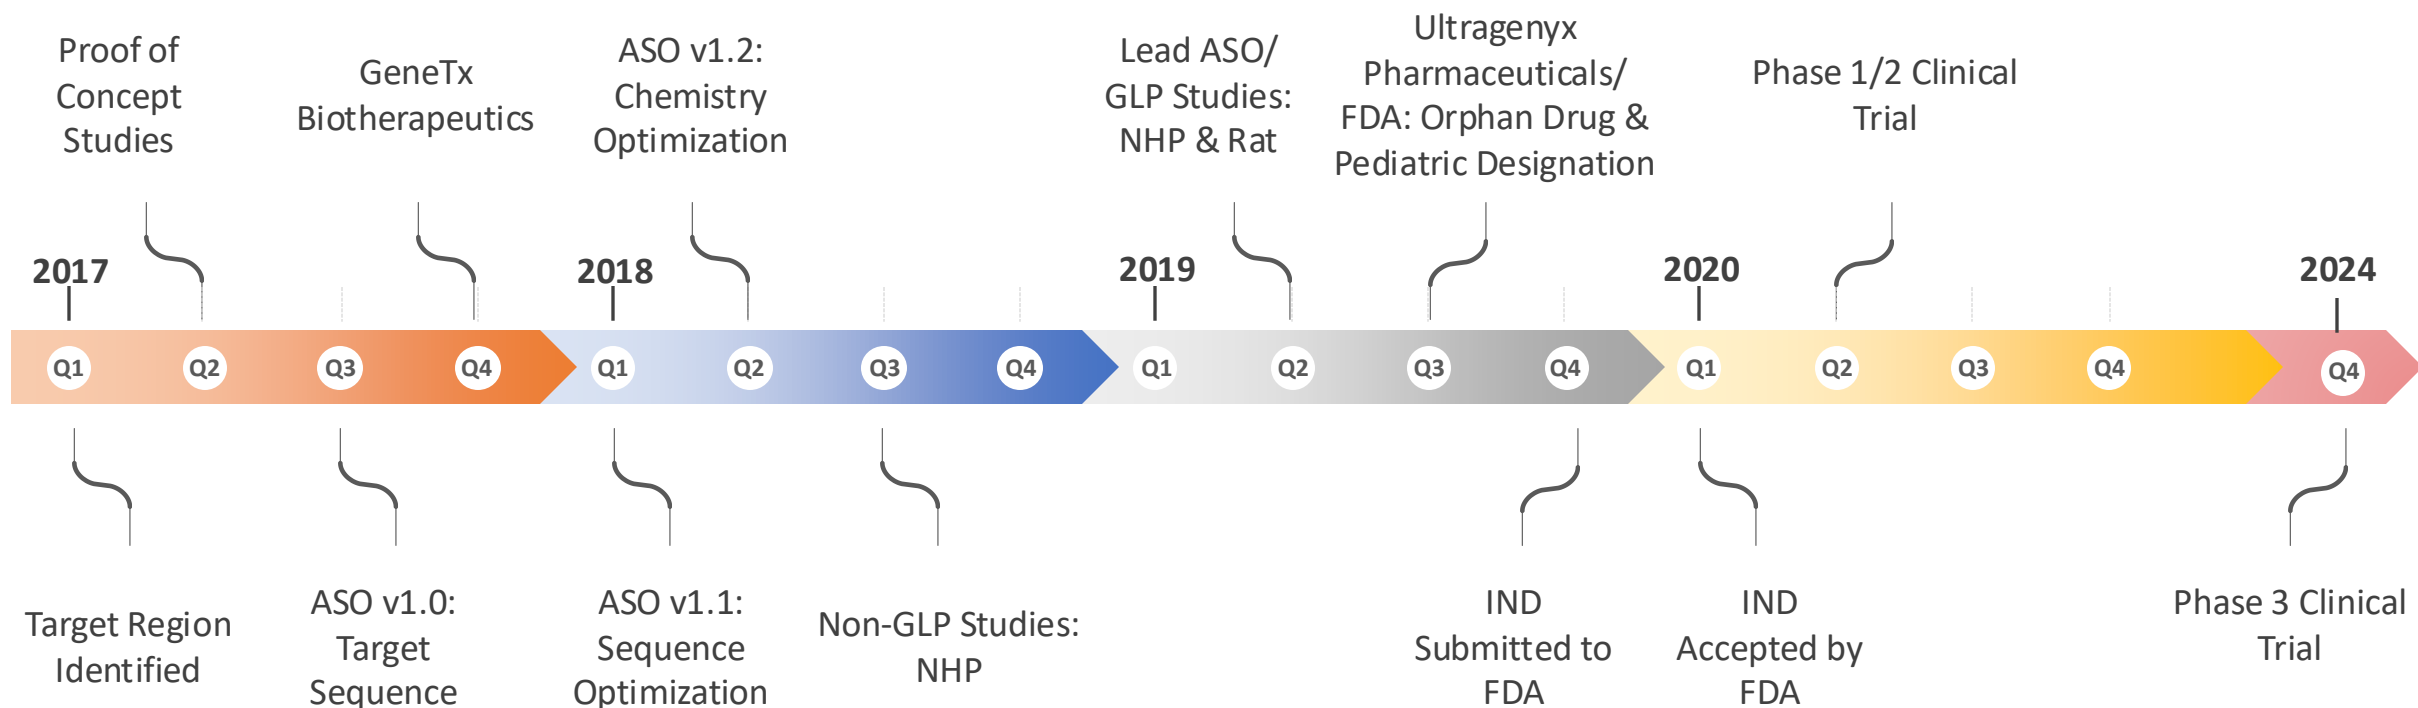 Proof of
Concept
Studies
GeneTx
Biotherapeutics
ASO v1.2:
Chemistry
Optimization
Lead ASO/
GLP Studies:
NHP & Rat
Ultragenyx
Pharmaceuticals/
FDA: Orphan Drug &
Pediatric Designation
Phase 1/2 Clinical
Trial
2017
2018
2019
2020
2024
Q1 Q2 Q3 Q4 Q1 Q2 Q3 Q4 Q1 Q2 Q3 Q4 Q1 Q2 Q3 Q4 Q4
Target Region
Identified
ASO v1.0:
Target
Sequence
ASO v1.1:
Sequence
Optimization
Non-GLP Studies:
NHP
IND
Submitted to
FDA
IND
Accepted by
FDA
Phase 3 Clinical
Trial